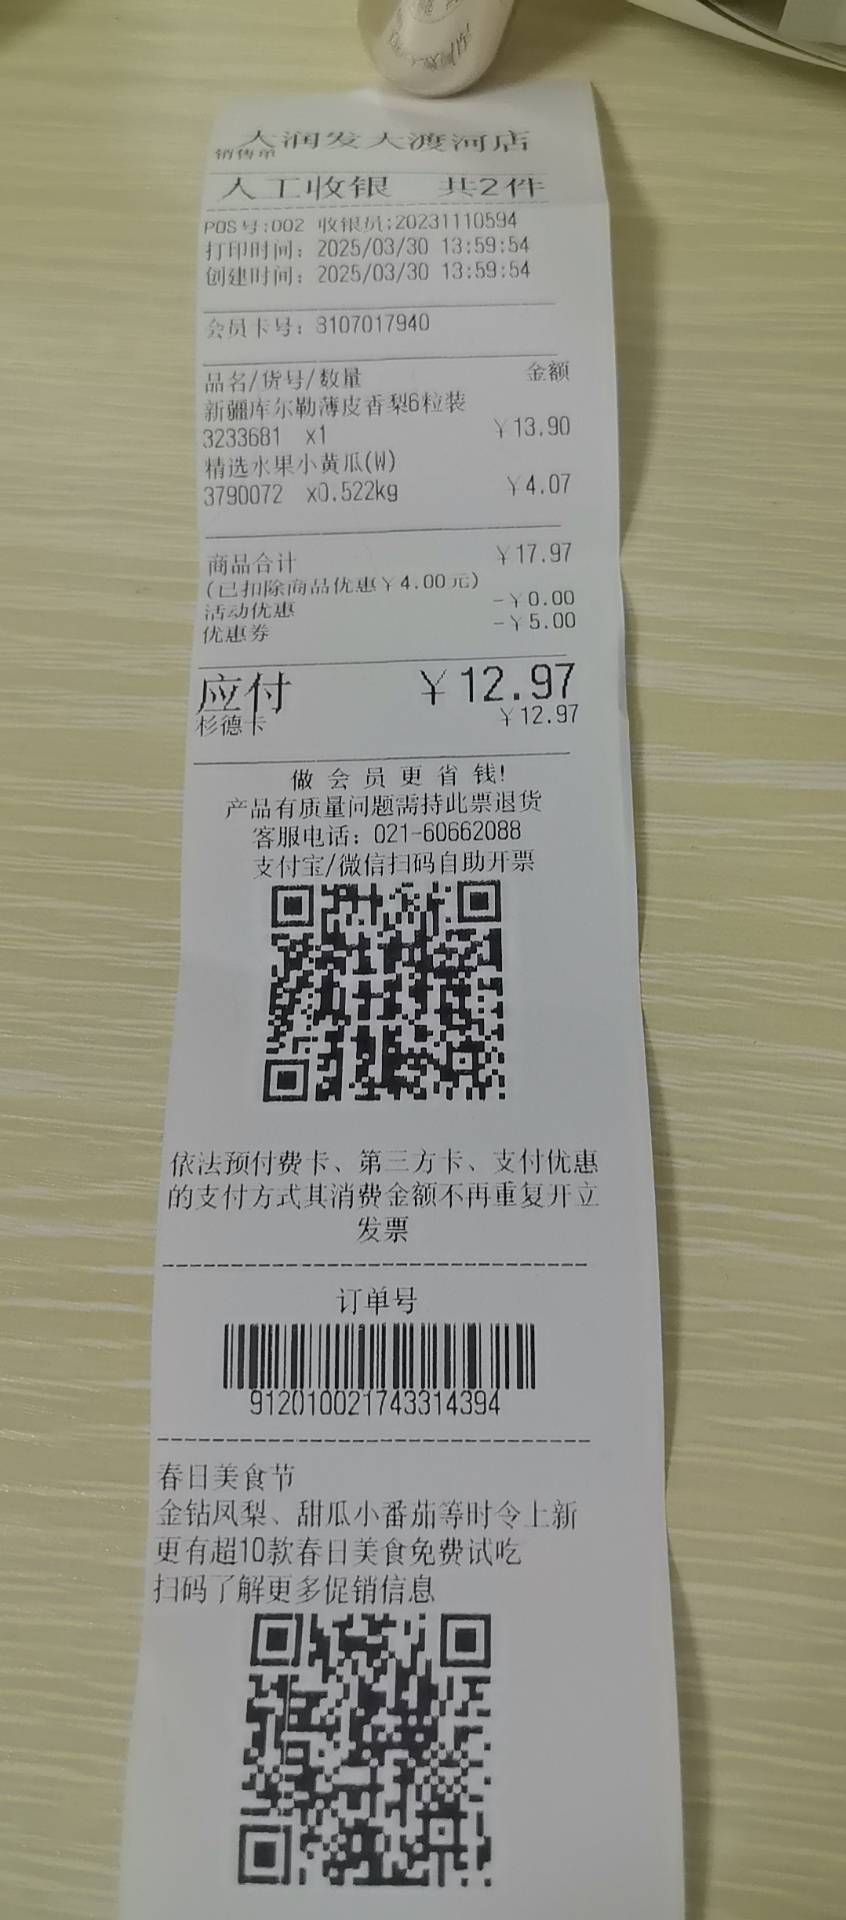 大润发大渡河店
销售单
人工收银 共2件
POS号:002 收银员:20231110594
打印时间: 2025/03/30 13:59:54
创建时间: 2025/03/30 13:59:54
会员卡号: 3107017940
品名/货号/数量 金额
新疆库尔勒薄皮香梨6粒装
3233681 x1 ￥13.90
精选水果小黄瓜(W)
3790072 x0.522kg ￥4.07
商品合计 ￥17.97
(已扣除商品优惠￥4.00元)
活动优惠 -￥0.00
优惠券 -￥5.00
应付 ￥12.97
杉德卡 ￥12.97
做会员更省钱!
产品有质量问题需持此票退货
客服电话: 021-60662088
支付宝/微信扫码自助开票
依法预付费卡、第三方卡、支付优惠
的支付方式其消费金额不再重复开立
发票
订单号
912010021743314394
春日美食节
金钻凤梨、甜瓜小番茄等时令上新
更有超10款春日美食免费试吃
扫码了解更多促销信息